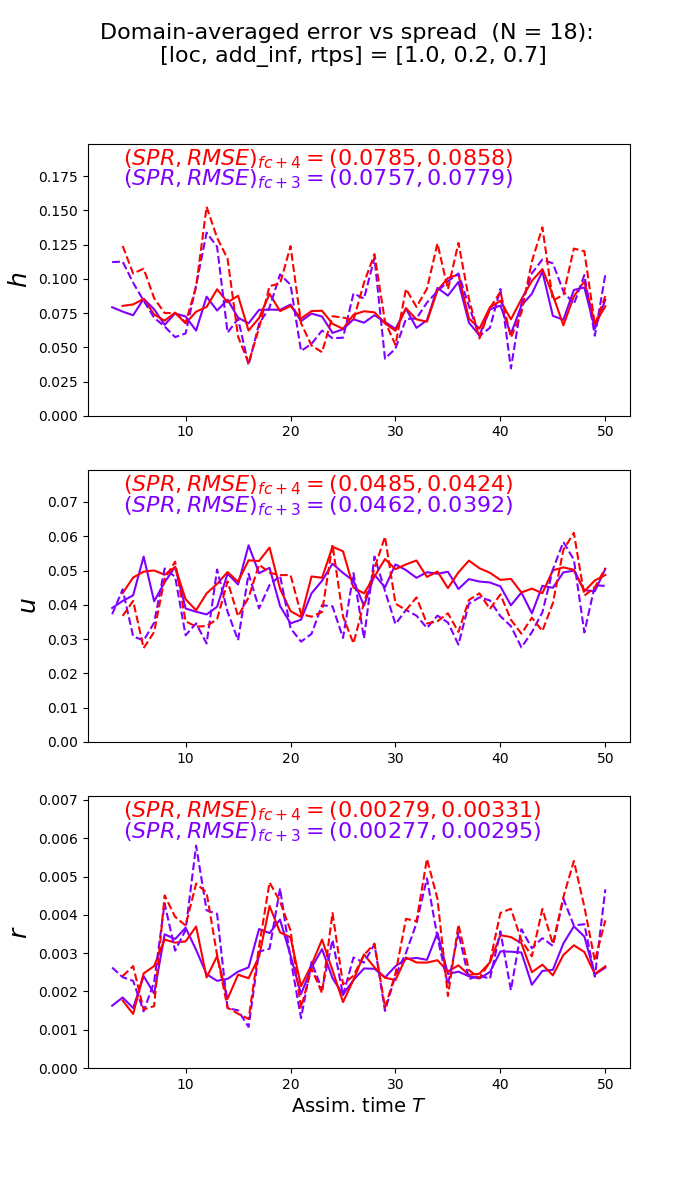 Domain-averaged error vs spread (N = 18):
[loc, add_inf, rtps] = [1.0, 0.2, 0.7]
(SPR, RMSE)fc+4 = (0.0785, 0.0858)
(SPR, RMSE)fc+3 = (0.0757, 0.0779)
0.175
0.150
0.125
0.100
0.075
0.050
0.025
0.000
h
10 20 30 40 50
(SPR, RMSE)fc+4 = (0.0485, 0.0424)
(SPR, RMSE)fc+3 = (0.0462, 0.0392)
0.07
0.06
0.05
0.04
0.03
0.02
0.01
0.00
u
10 20 30 40 50
(SPR, RMSE)fc+4 = (0.00279, 0.00331)
(SPR, RMSE)fc+3 = (0.00277, 0.00295)
0.007
0.006
0.005
0.004
0.003
0.002
0.001
0.000
r
10 20 30 40 50
Assim. time T